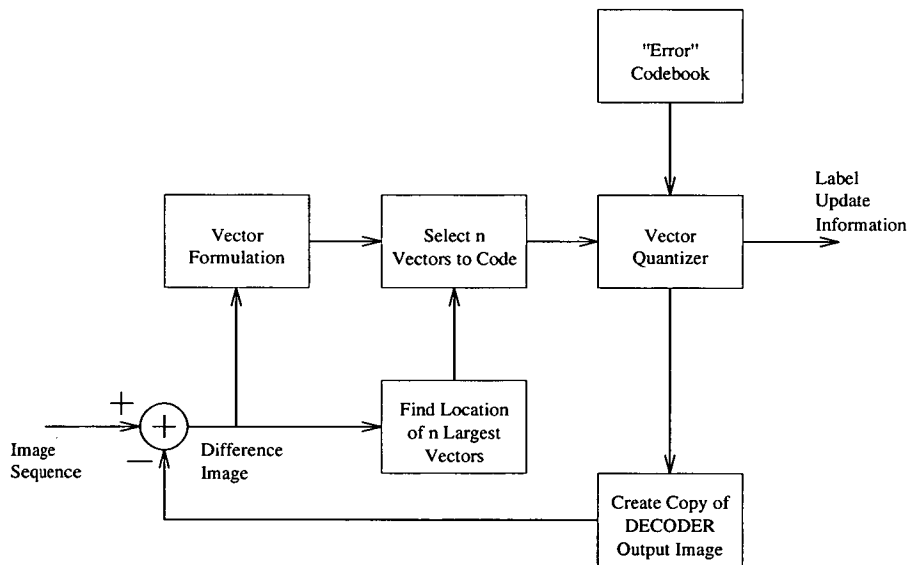 "Error"
Codebook
Label
Update
Information
Vector
Formulation
Select n
Vectors to Code
Vector
Quantizer
+
+
−
Image
Sequence
Difference
Image
Find Location
of n Largest
Vectors
Create Copy of
DECODER
Output Image